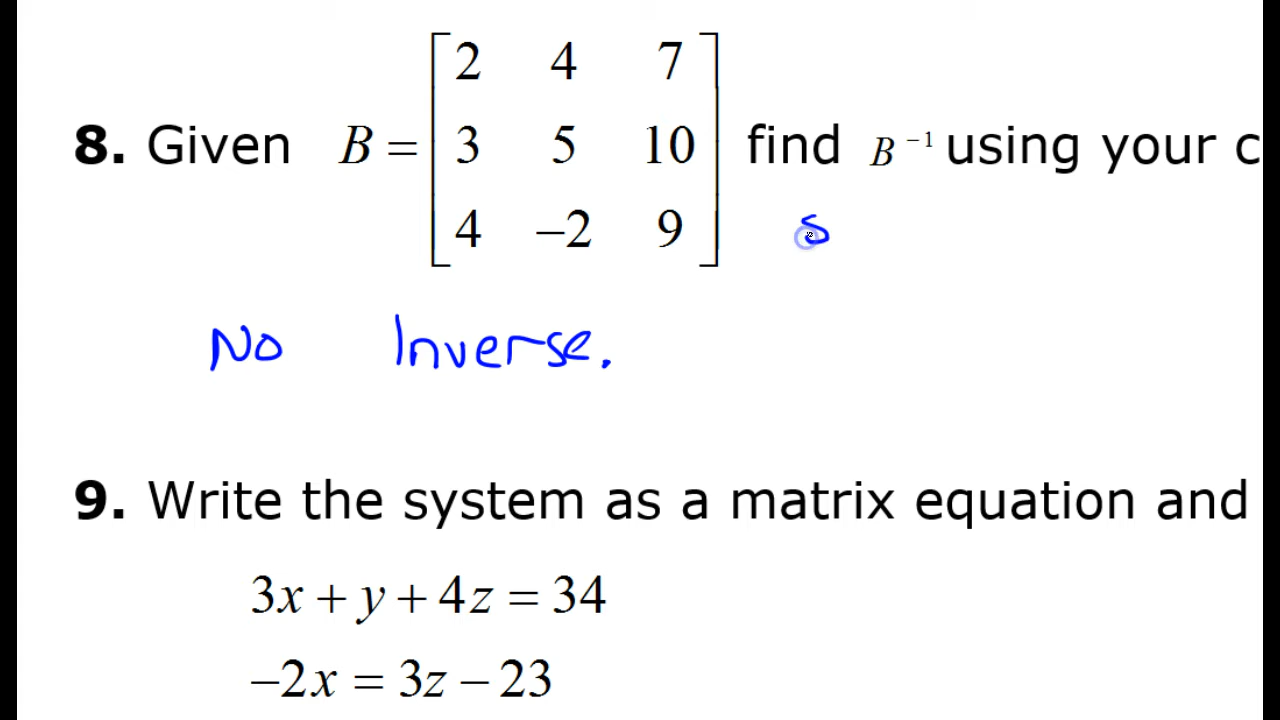 8. Given B = [2 4 7
3 5 10
4 −2 9] find B⁻¹ using your c
s
No Inverse.
9. Write the system as a matrix equation and
3x + y + 4z = 34
−2x = 3z − 23